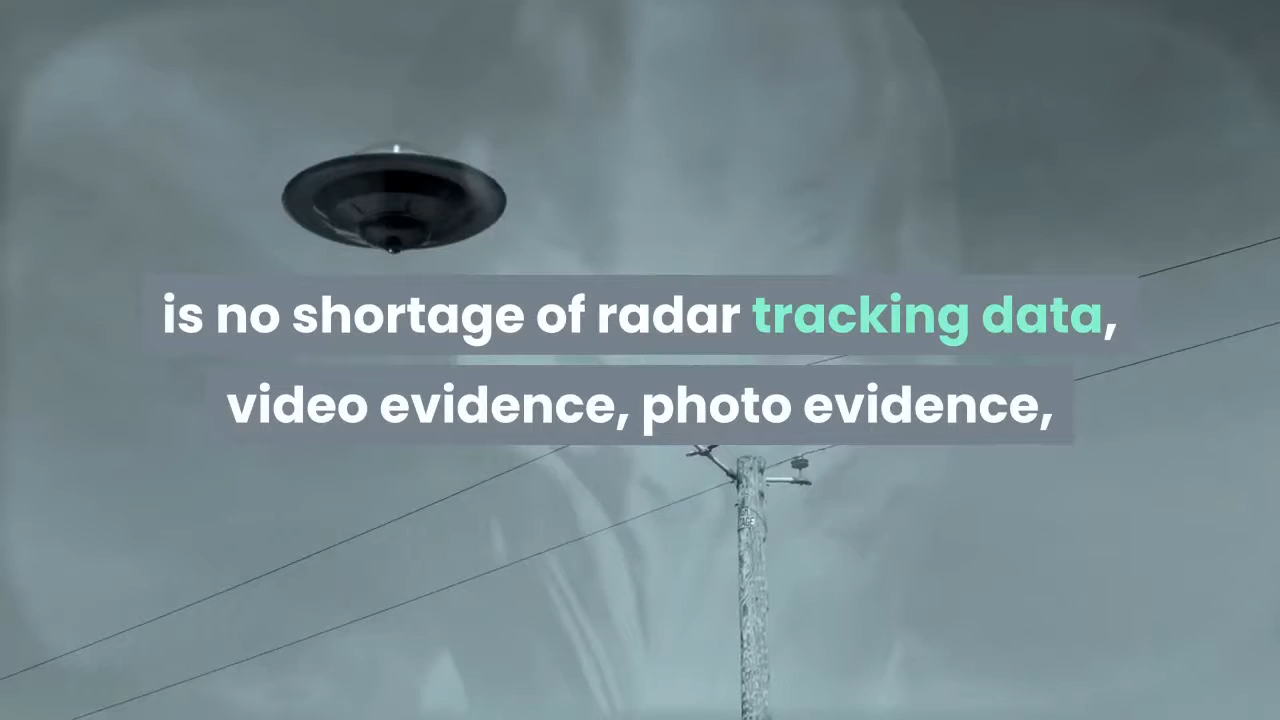 is no shortage of radar tracking data,
video evidence, photo evidence,